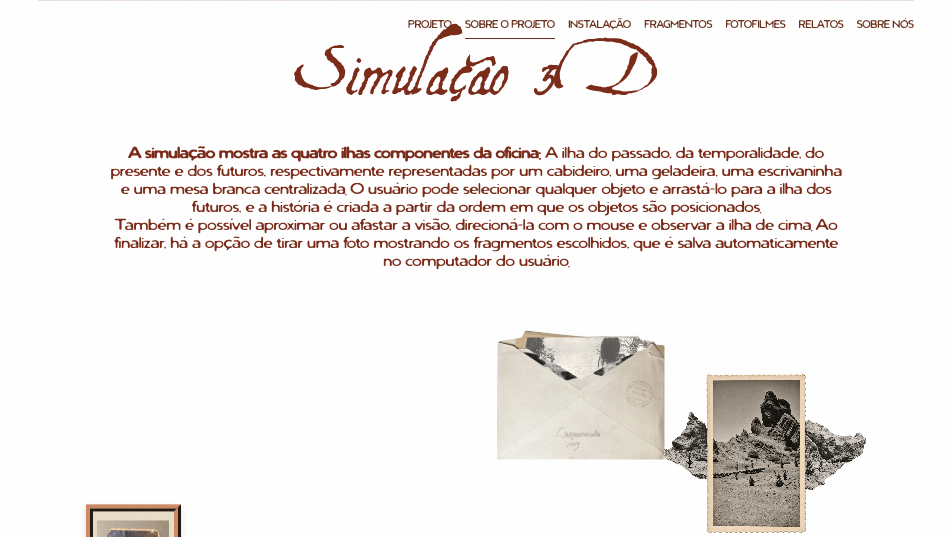 PROJETO SOBRE O PROJETO INSTALAÇÃO FRAGMENTOS FOTOFILMES RELATOS SOBRE NÓS
Simulação 3D
A simulação mostra as quatro ilhas componentes da oficina. A ilha do passado, da temporalidade, do
presente e dos futuros, respectivamente representadas por um cabideiro, uma geladeira, uma escrivaninha
e uma mesa branca centralizada. O usuário pode selecionar qualquer objeto e arrastá-lo para a ilha dos
futuros, e a história é criada a partir da ordem em que os objetos são posicionados.
Também é possível aproximar ou afastar a visão, direcioná-la com o mouse e observar a ilha de cima. Ao
finalizar, há a opção de tirar uma foto mostrando os fragmentos escolhidos, que é salva automaticamente
no computador do usuário.